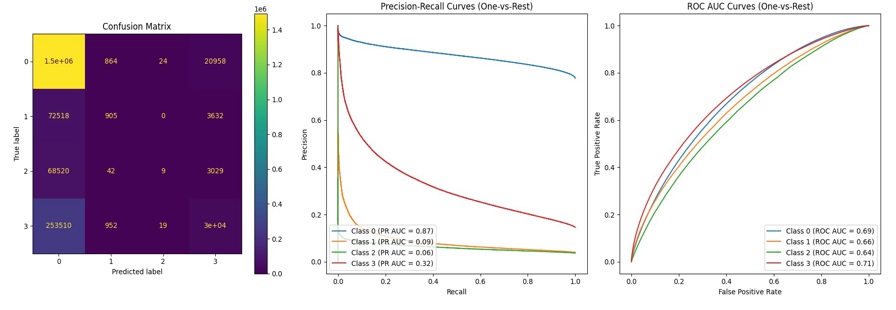 Confusion Matrix
1e6
0
1.5e+06
864
24
20958
1
72518
905
0
3632
2
68520
42
9
3029
3
253510
952
19
3e+04
0
1
2
3
True label
Predicted label
1.4
1.2
1.0
0.8
0.6
0.4
0.2
0.0
Precision-Recall Curves (One-vs-Rest)
1.0
0.8
0.6
0.4
0.2
0.0
Precision
Class 0 (PR AUC = 0.87)
Class 1 (PR AUC = 0.09)
Class 2 (PR AUC = 0.06)
Class 3 (PR AUC = 0.32)
0.0
0.2
0.4
0.6
0.8
1.0
Recall
ROC AUC Curves (One-vs-Rest)
1.0
0.8
0.6
0.4
0.2
0.0
True Positive Rate
Class 0 (ROC AUC = 0.69)
Class 1 (ROC AUC = 0.66)
Class 2 (ROC AUC = 0.64)
Class 3 (ROC AUC = 0.71)
0.0
0.2
0.4
0.6
0.8
1.0
False Positive Rate